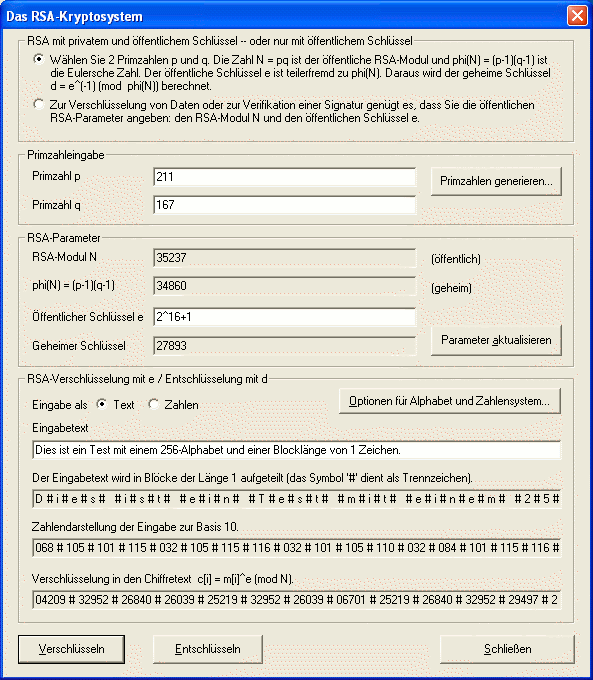 Das RSA-Kryptosystem
RSA mit privatem und öffentlichem Schlüssel -- oder nur mit öffentlichem Schlüssel
Wählen Sie 2 Primzahlen p und q. Die Zahl N = pq ist der öffentliche RSA-Modul und phi(N) = (p-1)(q-1) ist
die Eulersche Zahl. Der öffentliche Schlüssel e ist teilerfremd zu phi(N). Daraus wird der geheime Schlüssel
d = e^(-1) (mod phi(N)) berechnet.
Zur Verschlüsselung von Daten oder zur Verifikation einer Signatur genügt es, dass Sie die öffentlichen
RSA-Parameter angeben: den RSA-Modul N und den öffentlichen Schlüssel e.
Primzahleingabe
Primzahl p 211 Primzahlen generieren...
Primzahl q 167
RSA-Parameter
RSA-Modul N 35237 (öffentlich)
phi(N) = (p-1)(q-1) 34860 (geheim)
Öffentlicher Schlüssel e 2^16+1
Geheimer Schlüssel 27893 Parameter aktualisieren
RSA-Verschlüsselung mit e / Entschlüsselung mit d
Eingabe als Text Zahlen Optionen für Alphabet und Zahlensystem...
Eingabetext
Dies ist ein Test mit einem 256-Alphabet und einer Blocklänge von 1 Zeichen.
Der Eingabetext wird in Blöcke der Länge 1 aufgeteilt (das Symbol '#' dient als Trennzeichen).
D # i # e # s #   # i # s # t #   # e # i # n #   # T # e # s # t #   # m # i # t #   # e # i # n # e # m #   # 2 # 5 #
Zahlendarstellung der Eingabe zur Basis 10.
068 # 105 # 101 # 115 # 032 # 105 # 115 # 116 # 032 # 101 # 105 # 110 # 032 # 084 # 101 # 115 # 116 #
Verschlüsselung in den Chiffretext c[i] = m[i]^e (mod N).
04209 # 32952 # 26840 # 26039 # 25219 # 32952 # 26039 # 06701 # 25219 # 26840 # 32952 # 29497 # 2
Verschlüsseln Entschlüsseln Schließen